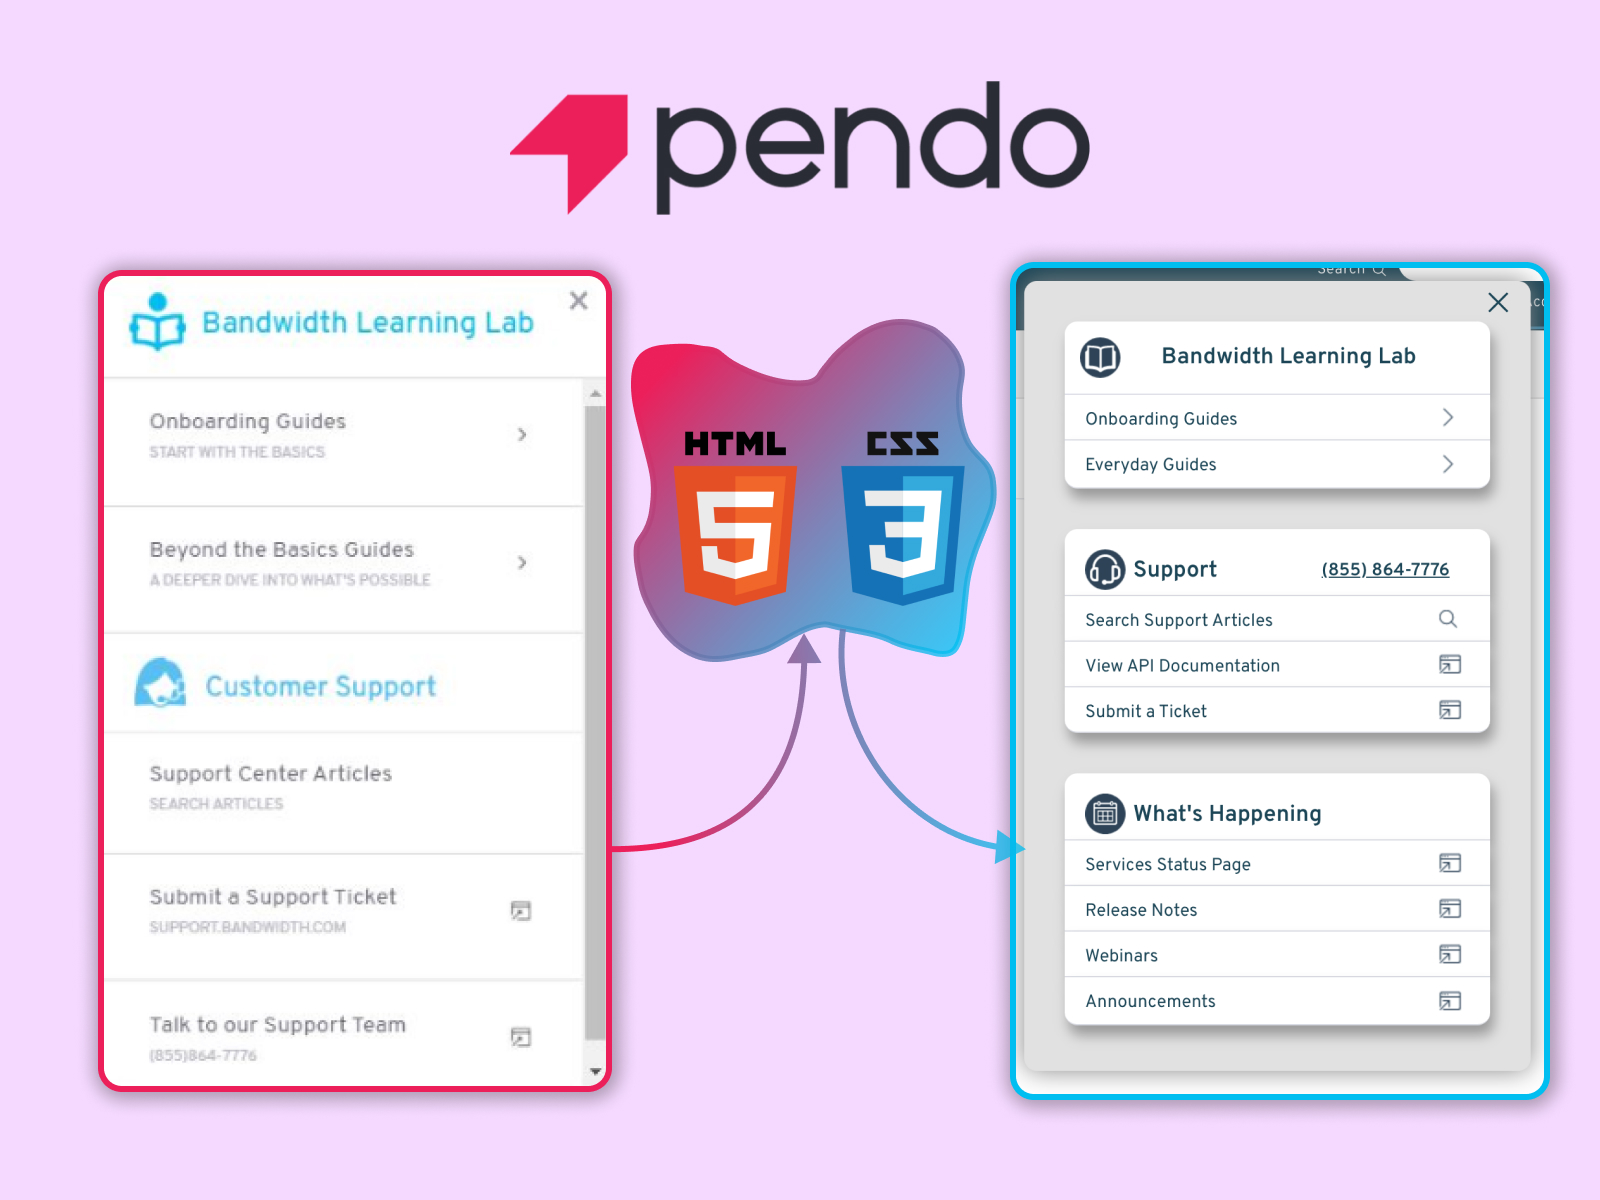 pendo
Bandwidth Learning Lab
Onboarding Guides
START WITH THE BASICS
Beyond the Basics Guides
A DEEPER DIVE INTO WHAT'S POSSIBLE
Customer Support
Support Center Articles
SEARCH ARTICLES
Submit a Support Ticket
SUPPORT.BANDWIDTH.COM
Talk to our Support Team
(855)864-7776
HTML
5
CSS
3
Search
.co
Bandwidth Learning Lab
Onboarding Guides
Everyday Guides
Support
(855) 864-7776
Search Support Articles
View API Documentation
Submit a Ticket
What's Happening
Services Status Page
Release Notes
Webinars
Announcements